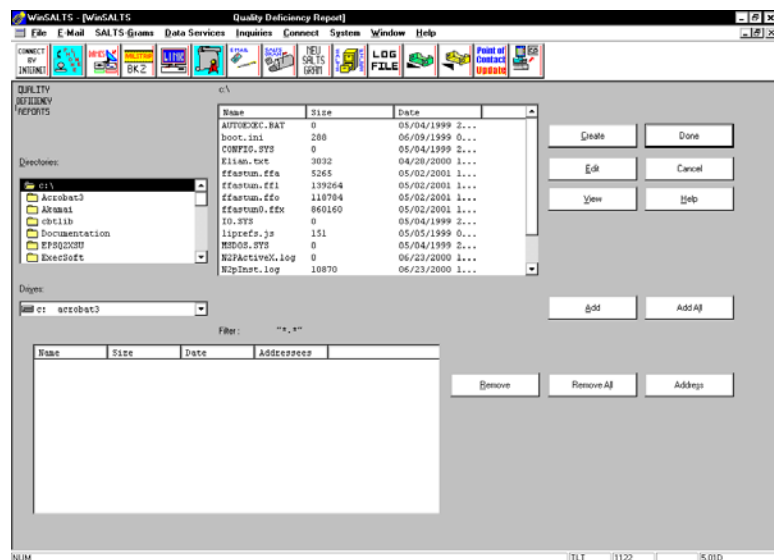 WinSALTS - [WinSALTS Quality Deficiency Report]
File E-Mail SALTS-Grams Data Services Inquiries Connect System Window Help
CONNECT BY INTERNET
MILSTRIP BK2
LINK
E-MAIL
NEW SALTS GRAM
LOG FILE
Point of Contact Update
QUALITY
DEFICIENCY
REPORTS
c:\
Name Size Date
AUTOEXEC.BAT 0 05/04/1999 2...
boot.ini 288 06/09/1999 0...
CONFIG.SYS 0 05/04/1999 2...
Elian.txt 3032 04/28/2000 1...
ffastun.ffa 5265 05/02/2001 1...
ffastun.ffl 139264 05/02/2001 1...
ffastun.ffo 118784 05/02/2001 1...
ffastun0.ffx 860160 05/02/2001 1...
IO.SYS 0 05/04/1999 2...
liprefs.js 151 05/05/1999 0...
MSDOS.SYS 0 05/04/1999 2...
N2PActiveX.log 0 06/23/2000 1...
N2pInst.log 10870 06/23/2000 1...
Create Done
Edit Cancel
View Help
Directories:
c:\
Acrobat3
Akamai
cbtlib
Documentation
EPSQ2XSU
ExecSoft
Drives:
c: acrobat3
Add Add All
Filter: "*.*"
Name Size Date Addressees
Remove Remove All Address
NUM TLT 1122 5.01D